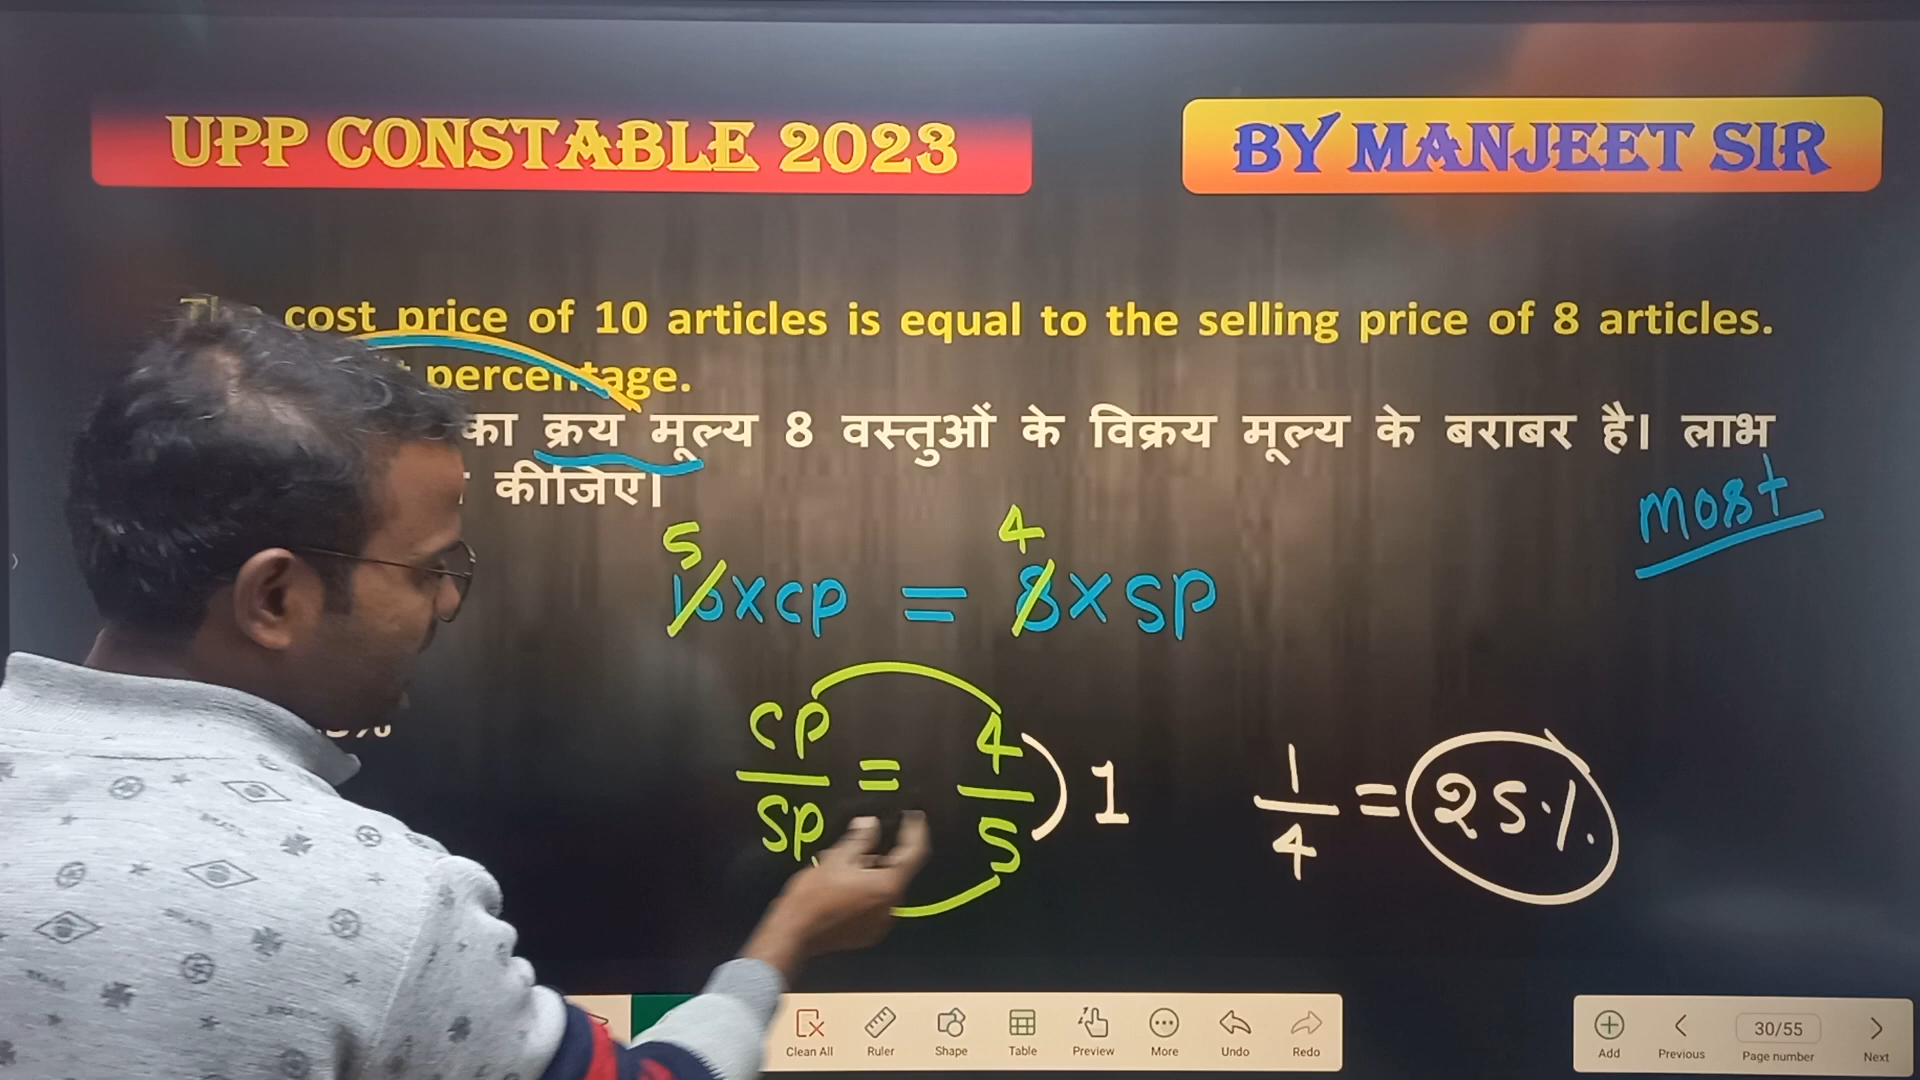 UPP CONSTABLE 2023
BY MANJEET SIR
cost price of 10 articles is equal to the selling price of 8 articles.
percentage.
का क्रय मूल्य 8 वस्तुओं के विक्रय मूल्य के बराबर है। लाभ
कीजिए।
most
5 4
10 x CP = 8 x SP
CP/SP = 4/5 ) 1
1/4 = 25%
Clean All Ruler Shape Table Preview More Undo Redo
Add Previous 30/55 Page number Next